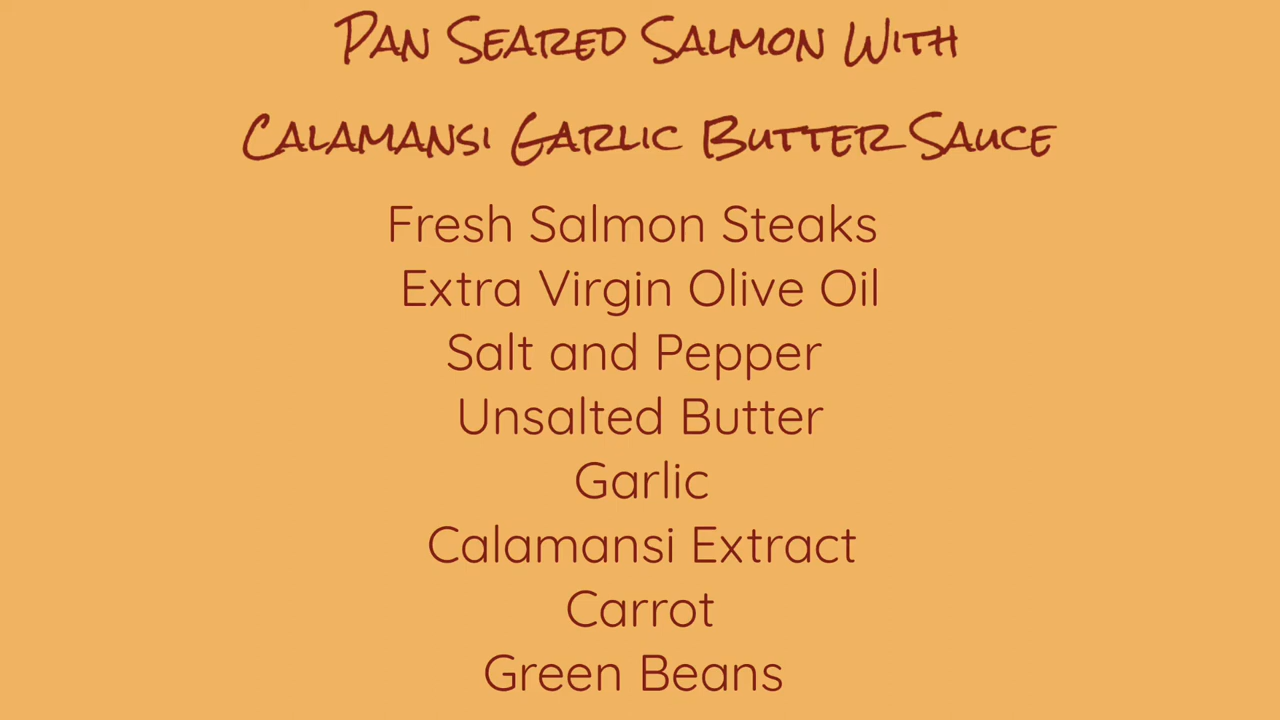 Pan Seared Salmon With
Calamansi Garlic Butter Sauce
Fresh Salmon Steaks
Extra Virgin Olive Oil
Salt and Pepper
Unsalted Butter
Garlic
Calamansi Extract
Carrot
Green Beans